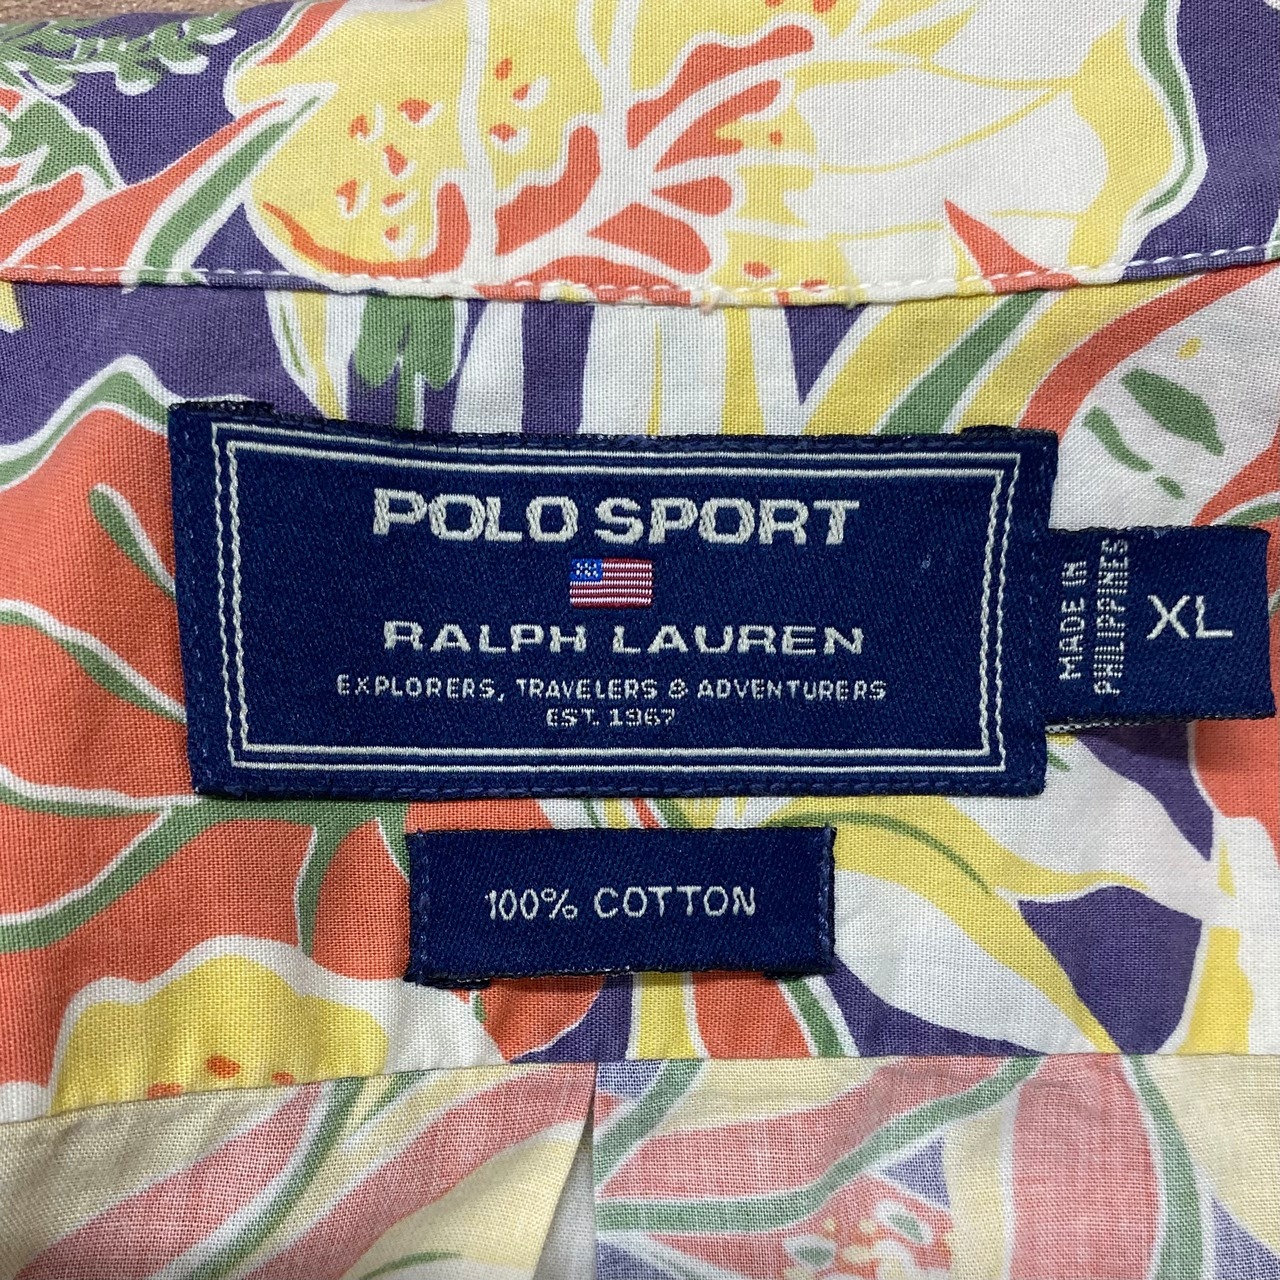 POLO SPORT
RALPH LAUREN
EXPLORERS, TRAVELERS & ADVENTURERS
EST. 1967
MADE IN
PHILIPPINES
XL
100% COTTON